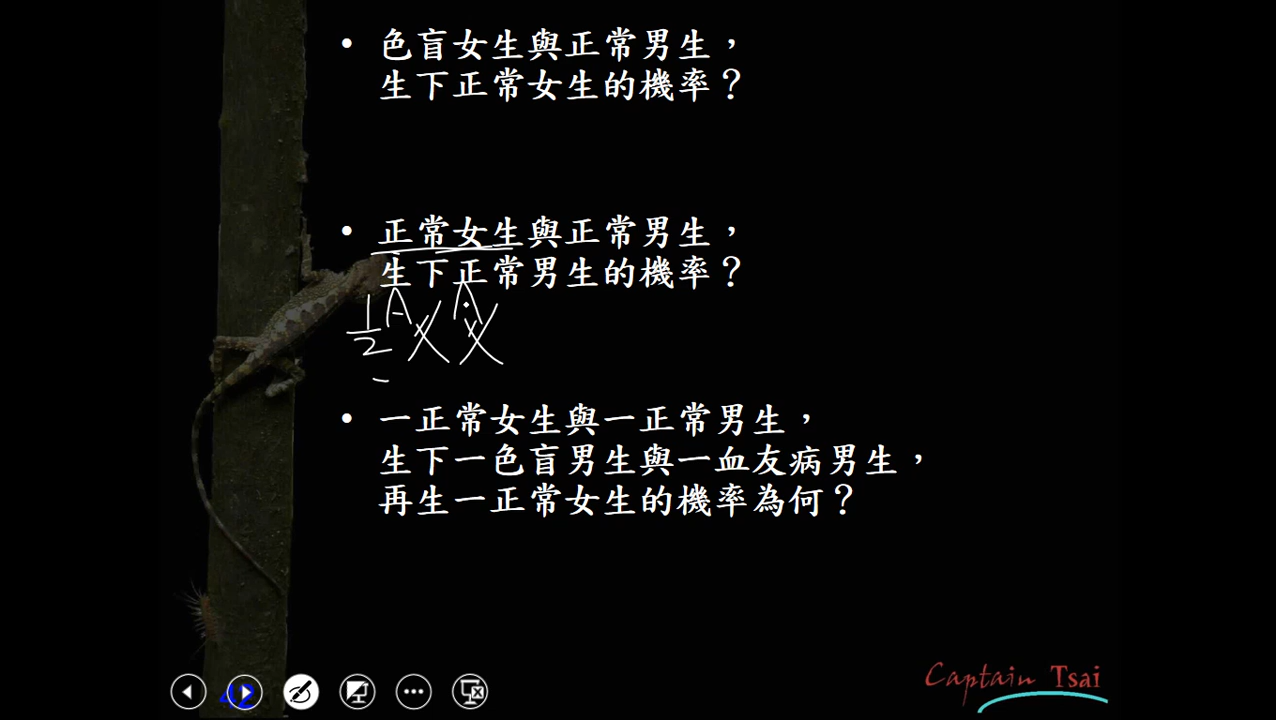 • 色盲女生與正常男生，
生下正常女生的機率？
• 正常女生與正常男生，
生下正常男生的機率？
1/2 X^A X^A
• 一正常女生與一正常男生，
生下一色盲男生與一血友病男生，
再生一正常女生的機率為何？
Captain Tsai
42